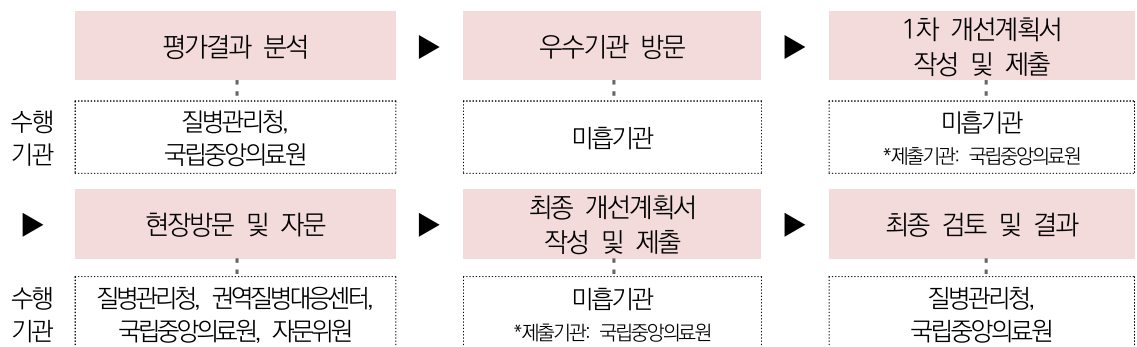 평가결과 분석
▶
우수기관 방문
▶
1차 개선계획서
작성 및 제출
수행
기관
질병관리청,
국립중앙의료원
미흡기관
미흡기관
*제출기관: 국립중앙의료원
▶
현장방문 및 자문
▶
최종 개선계획서
작성 및 제출
▶
최종 검토 및 결과
수행
기관
질병관리청, 권역질병대응센터,
국립중앙의료원, 자문위원
미흡기관
*제출기관: 국립중앙의료원
질병관리청,
국립중앙의료원